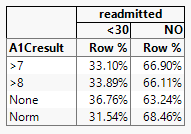 readmitted
<30 NO
A1Cresult Row % Row %
>7 33.10% 66.90%
>8 33.89% 66.11%
None 36.76% 63.24%
Norm 31.54% 68.46%